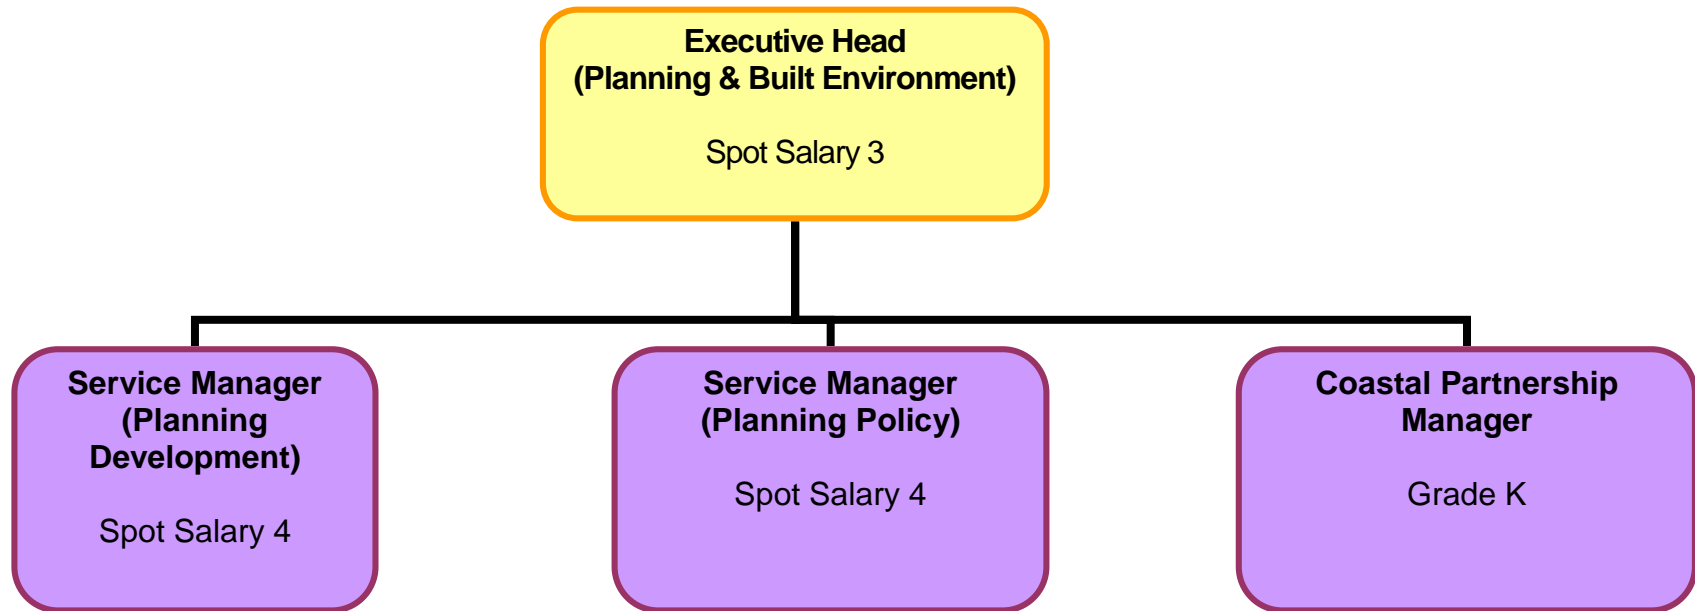 Executive Head
(Planning & Built Environment)
Spot Salary 3
Service Manager
(Planning
Development)
Spot Salary 4
Service Manager
(Planning Policy)
Spot Salary 4
Coastal Partnership
Manager
Grade K